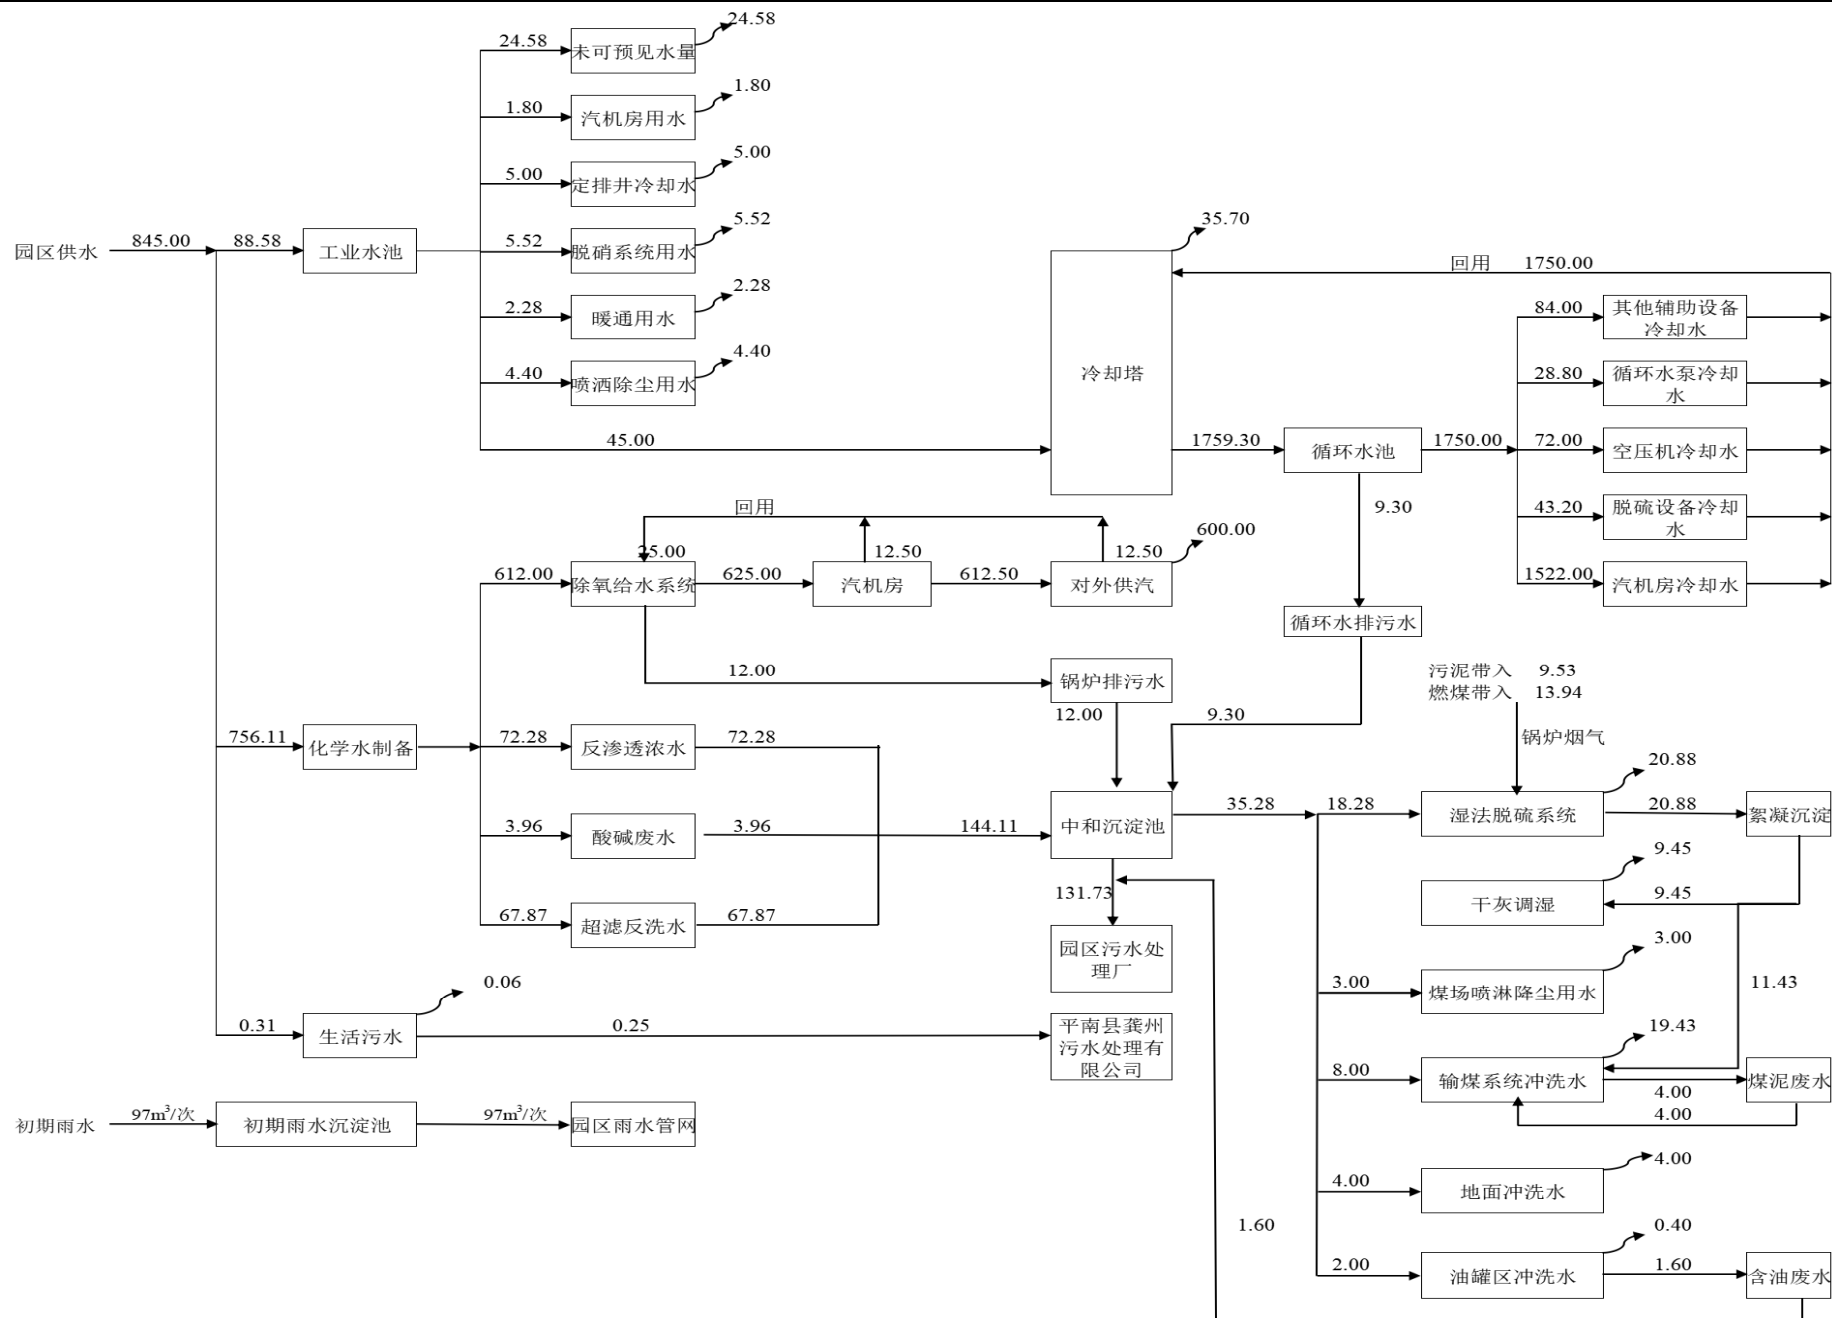 24.58
24.58
未可预见水量
1.80
1.80
汽机房用水
5.00
5.00
定排井冷却水
园区供水
845.00
88.58
工业水池
5.52
5.52
脱硝系统用水
2.28
2.28
暖通用水
4.40
4.40
喷洒除尘用水
45.00
35.70
冷却塔
回用 1750.00
1759.30
循环水池
1750.00
84.00
其他辅助设备
冷却水
28.80
循环水泵冷却
水
72.00
空压机冷却水
43.20
脱硫设备冷却
水
1522.00
汽机房冷却水
9.30
循环水排污水
9.30
回用
25.00
612.00
除氧给水系统
625.00
汽机房
12.50
612.50
对外供汽
12.50
600.00
12.00
锅炉排污水
12.00
756.11
化学水制备
72.28
反渗透浓水
72.28
3.96
酸碱废水
3.96
144.11
67.87
超滤反洗水
67.87
中和沉淀池
131.73
园区污水处
理厂
35.28
污泥带入 9.53
燃煤带入 13.94
锅炉烟气
18.28
湿法脱硫系统
20.88
20.88
絮凝沉淀
9.45
干灰调湿
9.45
3.00
3.00
煤场喷淋降尘用水
11.43
19.43
8.00
输煤系统冲洗水
4.00
4.00
煤泥废水
4.00
4.00
地面冲洗水
0.40
2.00
油罐区冲洗水
1.60
含油废水
1.60
0.06
0.31
生活污水
0.25
平南县龚州
污水处理有
限公司
初期雨水
97m³/次
初期雨水沉淀池
97m³/次
园区雨水管网